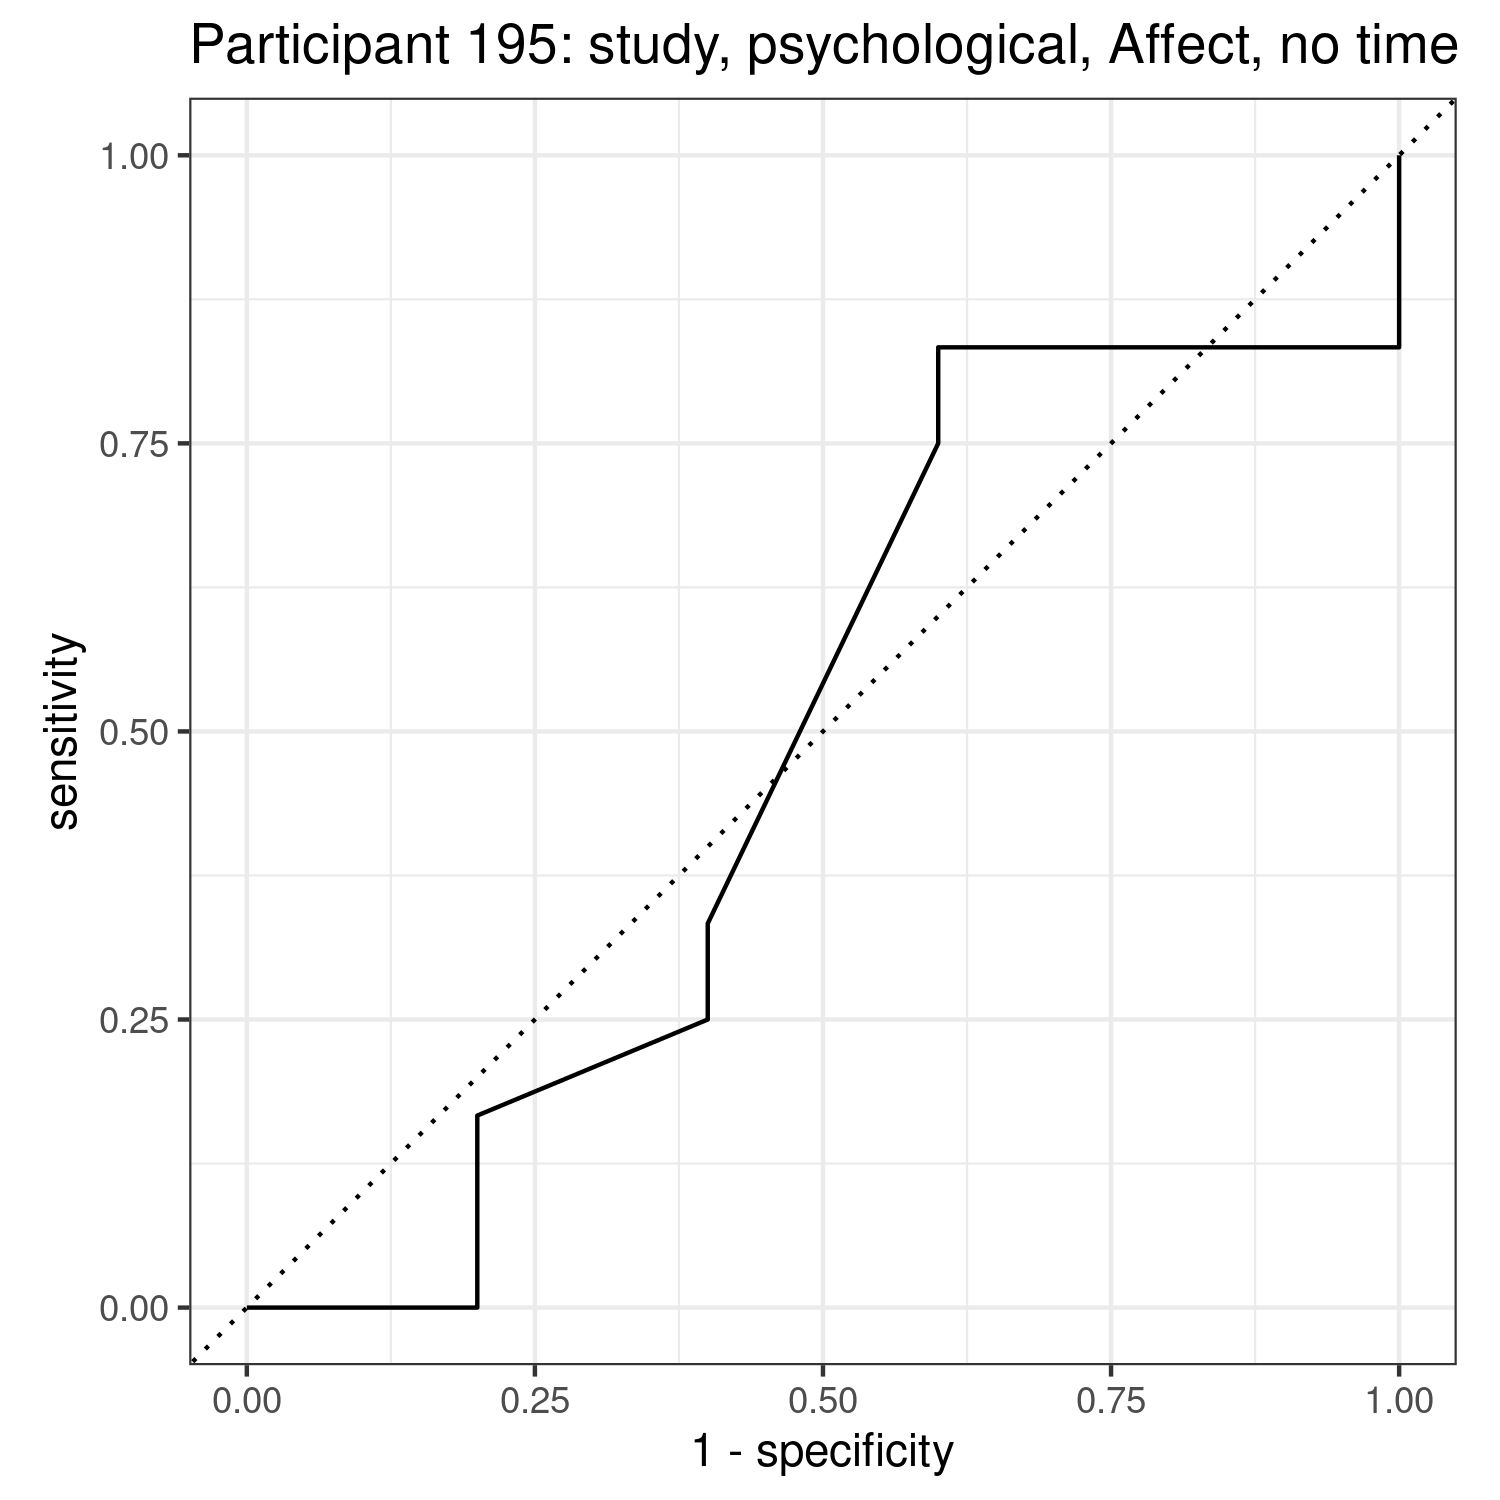 Participant 195: study, psychological, Affect, no time
1.00
0.75
0.50
0.25
0.00
sensitivity
0.00 0.25 0.50 0.75 1.00
1 - specificity